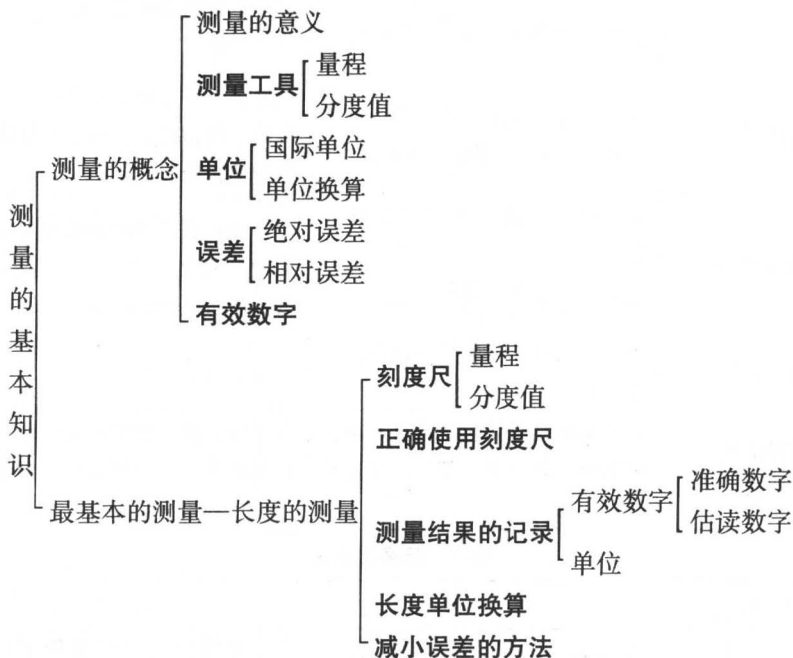 测量的基本知识
测量的概念
测量的意义
测量工具
量程
分度值
单位
国际单位
单位换算
误差
绝对误差
相对误差
有效数字
最基本的测量—长度的测量
刻度尺
量程
分度值
正确使用刻度尺
测量结果的记录
有效数字
准确数字
估读数字
单位
长度单位换算
减小误差的方法